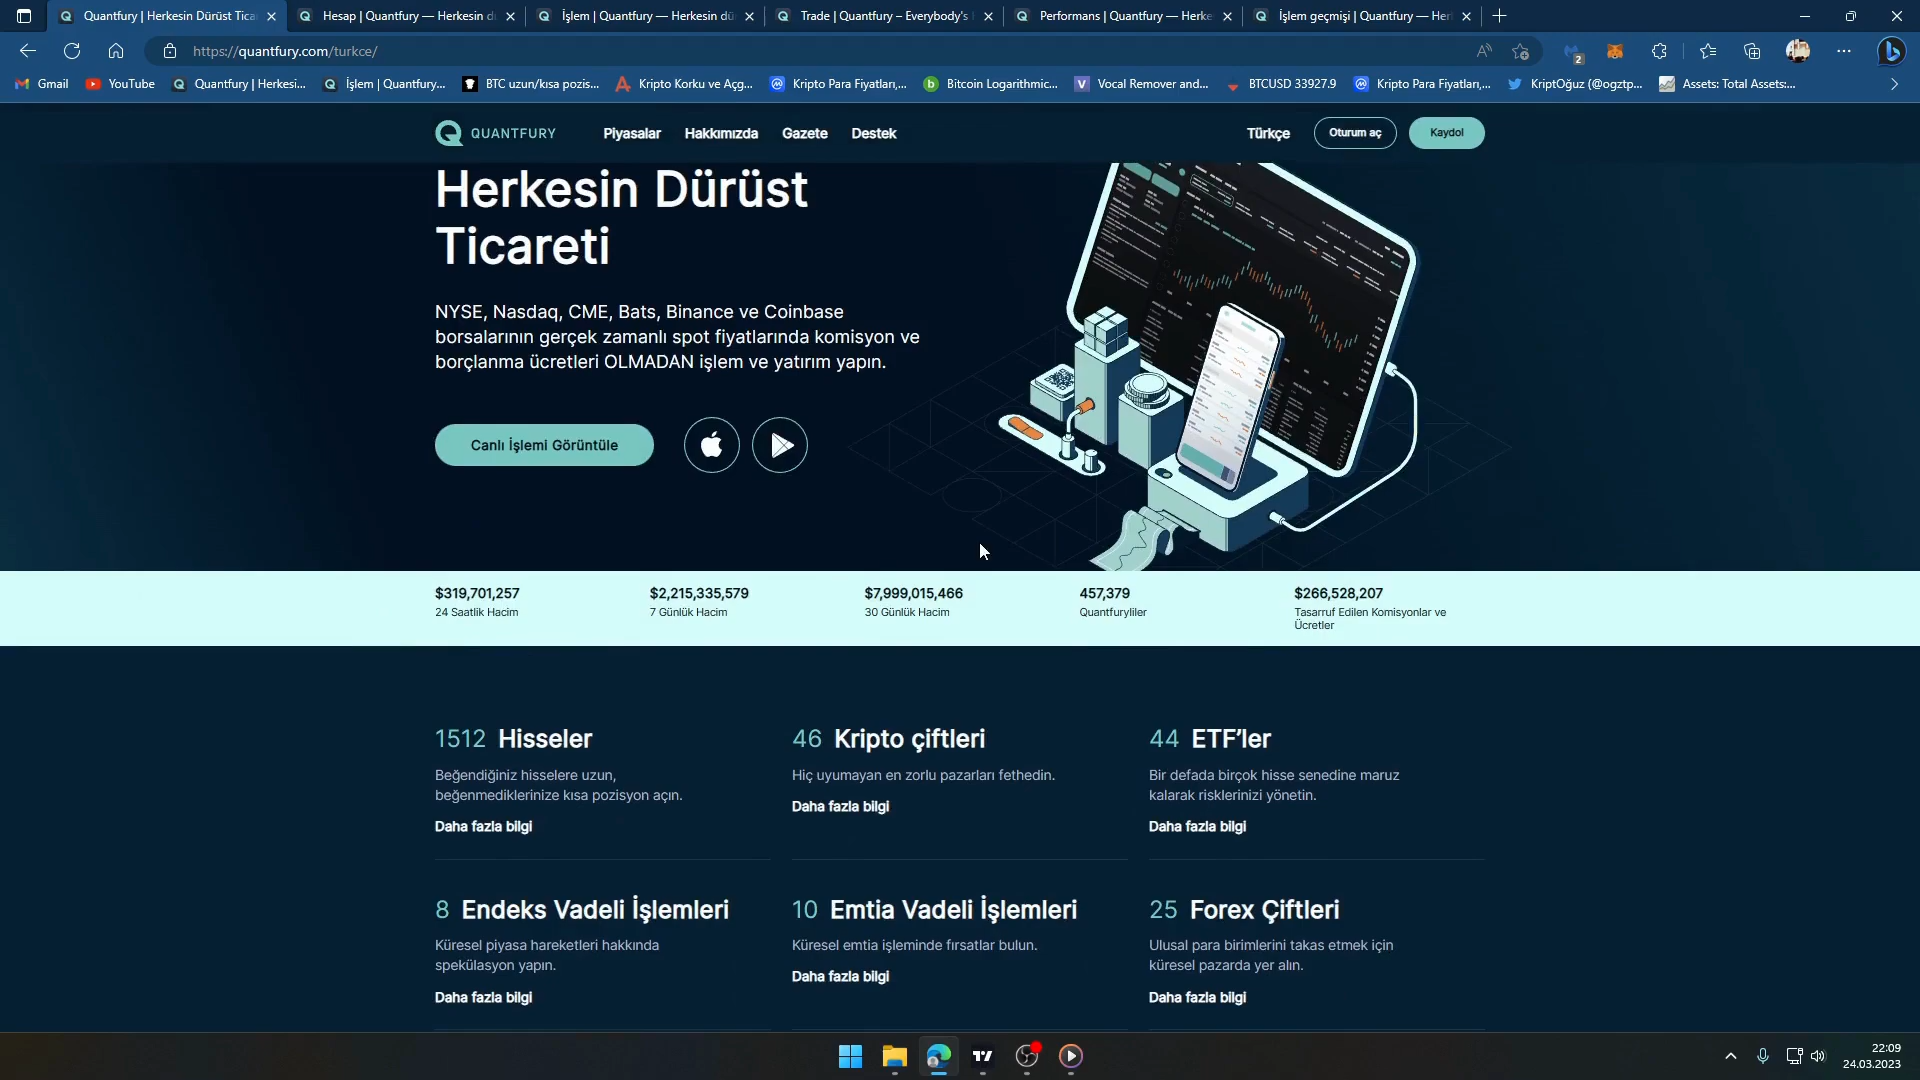 Quantfury | Herkesin Dürüst Tica
Hesap | Quantfury — Herkesin d
İşlem | Quantfury — Herkesin dü
Trade | Quantfury – Everybody's
Performans | Quantfury — Herke
İşlem geçmişi | Quantfury — Her
https://quantfury.com/turkce/
2
Gmail
YouTube
Quantfury | Herkesi...
İşlem | Quantfury...
BTC uzun/kısa pozis...
Kripto Korku ve Açg...
Kripto Para Fiyatları,...
Bitcoin Logarithmic...
Vocal Remover and...
BTCUSD 33927.9
Kripto Para Fiyatları,...
KriptOğuz (@ogztp...
Assets: Total Assets:...
QUANTFURY
Piyasalar
Hakkımızda
Gazete
Destek
Türkçe
Oturum aç
Kaydol
Herkesin Dürüst
Ticareti
NYSE, Nasdaq, CME, Bats, Binance ve Coinbase
borsalarının gerçek zamanlı spot fiyatlarında komisyon ve
borçlanma ücretleri OLMADAN işlem ve yatırım yapın.
Canlı İşlemi Görüntüle
$319,701,257
24 Saatlik Hacim
$2,215,335,579
7 Günlük Hacim
$7,999,015,466
30 Günlük Hacim
457,379
Quantfuryliler
$266,528,207
Tasarruf Edilen Komisyonlar ve
Ücretler
1512 Hisseler
Beğendiğiniz hisselere uzun,
beğenmediklerinize kısa pozisyon açın.
Daha fazla bilgi
46 Kripto çiftleri
Hiç uyumayan en zorlu pazarları fethedin.
Daha fazla bilgi
44 ETF’ler
Bir defada birçok hisse senedine maruz
kalarak risklerinizi yönetin.
Daha fazla bilgi
8 Endeks Vadeli İşlemleri
Küresel piyasa hareketleri hakkında
spekülasyon yapın.
Daha fazla bilgi
10 Emtia Vadeli İşlemleri
Küresel emtia işleminde fırsatlar bulun.
Daha fazla bilgi
25 Forex Çiftleri
Ulusal para birimlerini takas etmek için
küresel pazarda yer alın.
Daha fazla bilgi
22:09
24.03.2023